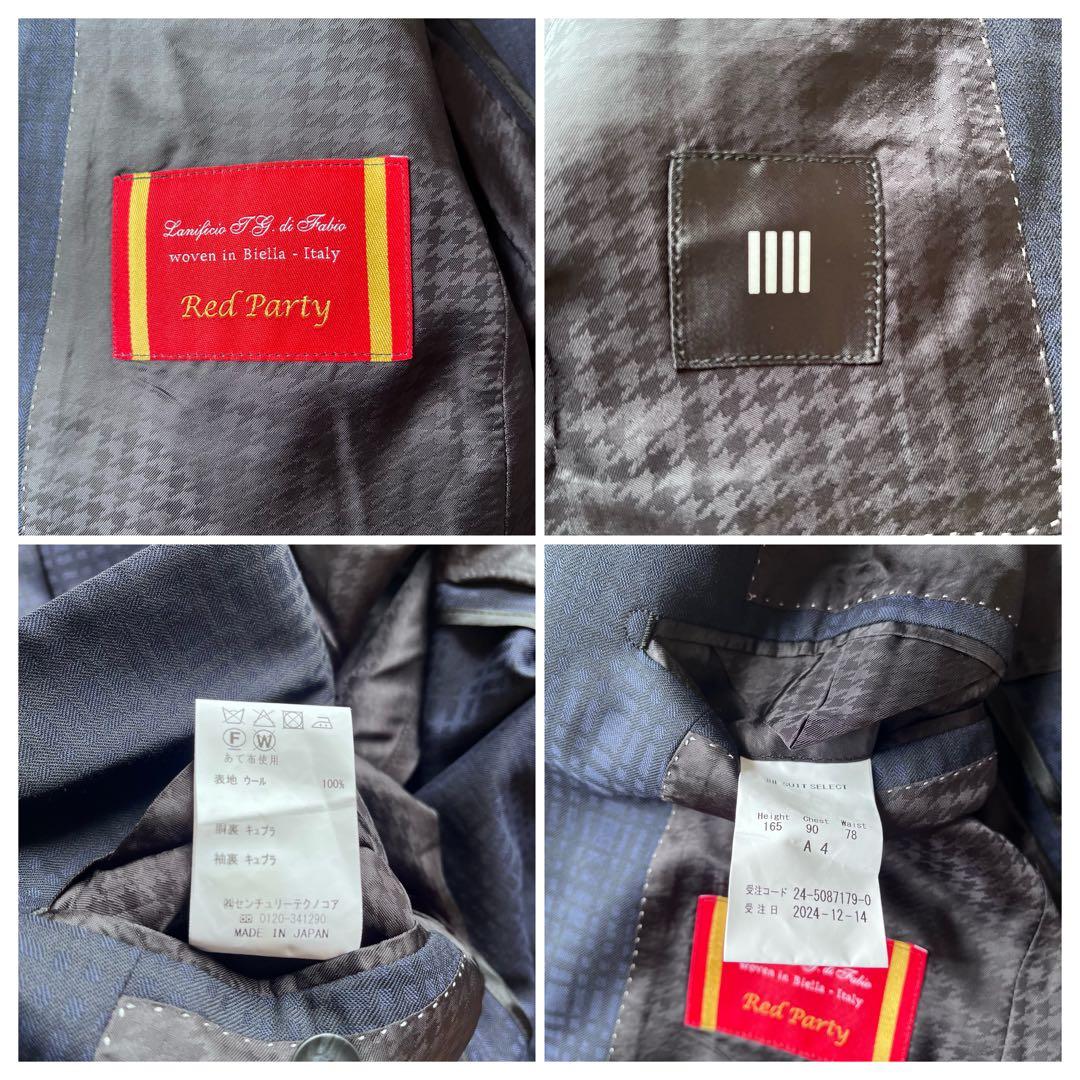 Lanificio T.G. di Fabio
woven in Biella - Italy
Red Party
F W
あて布使用
表地 ウール 100%
胴裏 キュプラ
袖裏 キュプラ
㈱センチュリーテクノコア
0120-341290
MADE IN JAPAN
SUIT SELECT
Height Chest Waist
165 90 78
A 4
受注コード 24-5087179-0
受注日 2024-12-14
G. di Fabio
woven in Biella - Italy
Red Party